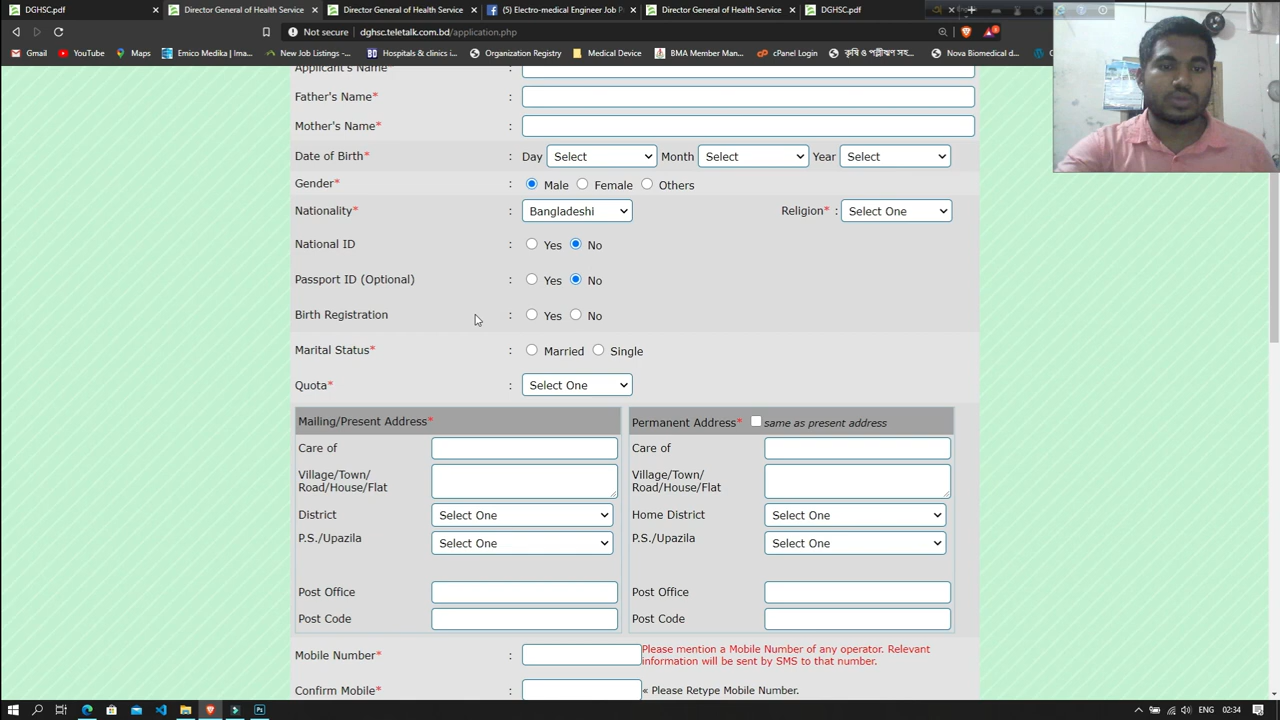 DGHSC.pdf
Director General of Health Service
Director General of Health Service
(5) Electro-medical Engineer Job P
Director General of Health Service
DGHSC.pdf
Not secure dghsc.teletalk.com.bd/application.php
Gmail YouTube Maps Emico Medika | Hom New Job Listings - Hospitals & clinics i Organization Register Medical Device BMA Member Man... cPanel Login কৃষি ও পল্লীঋণ সহ... Nova Biomedical d
Applicant's Name :
Father's Name* :
Mother's Name* :
Date of Birth* : Day Select Month Select Year Select
Gender* : Male Female Others
Nationality* : Bangladeshi Religion* : Select One
National ID : Yes No
Passport ID (Optional) : Yes No
Birth Registration : Yes No
Marital Status* : Married Single
Quota* : Select One
Mailing/Present Address*
Care of
Village/Town/
Road/House/Flat
District Select One
P.S./Upazila Select One
Post Office
Post Code
Permanent Address* same as present address
Care of
Village/Town/
Road/House/Flat
Home District Select One
P.S./Upazila Select One
Post Office
Post Code
Mobile Number* : Please mention a Mobile Number of any operator. Relevant
information will be sent by SMS to that number.
Confirm Mobile* : « Please Retype Mobile Number.
ENG 02:34